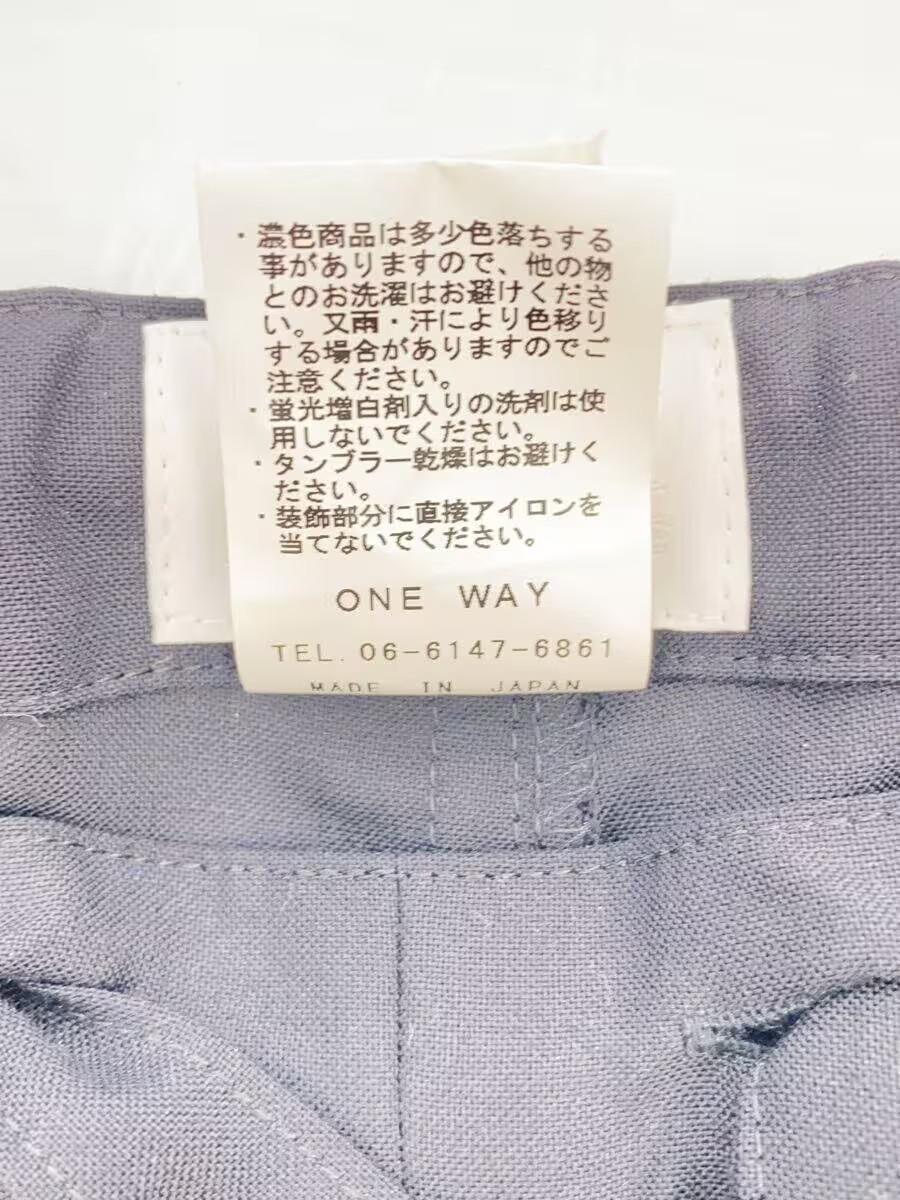 ・濃色商品は多少色落ちする
事がありますので、他の物
とのお洗濯はお避けくださ
い。又雨・汗により色移り
する場合がありますのでご
注意ください。
・蛍光増白剤入りの洗剤は使
用しないでください。
・タンブラー乾燥はお避けく
ださい。
・装飾部分に直接アイロンを
当てないでください。
ONE WAY
TEL. 06-6147-6861
MADE IN JAPAN